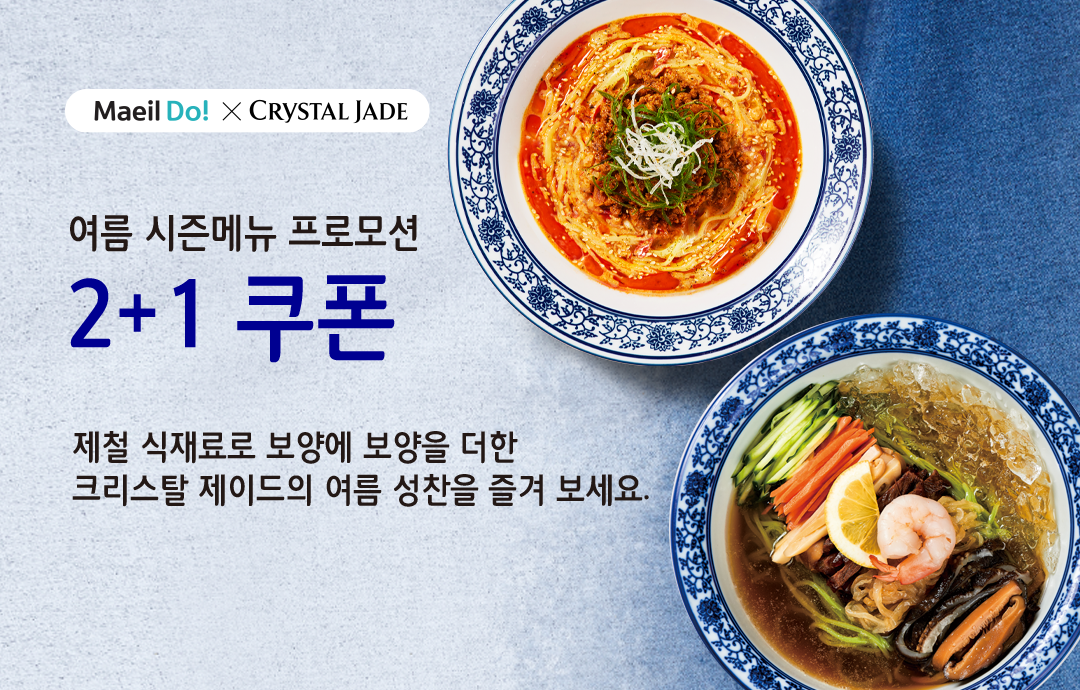 Maeil Do! × CRYSTAL JADE
여름 시즌메뉴 프로모션
2+1 쿠폰
제철 식재료로 보양에 보양을 더한
크리스탈 제이드의 여름 성찬을 즐겨 보세요.